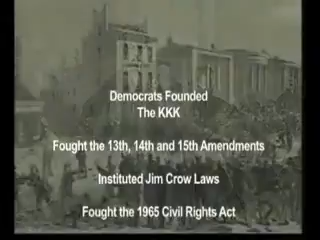 Democrats Founded
The KKK
Fought the 13th, 14th and 15th Amendments
Instituted Jim Crow Laws
Fought the 1965 Civil Rights Act